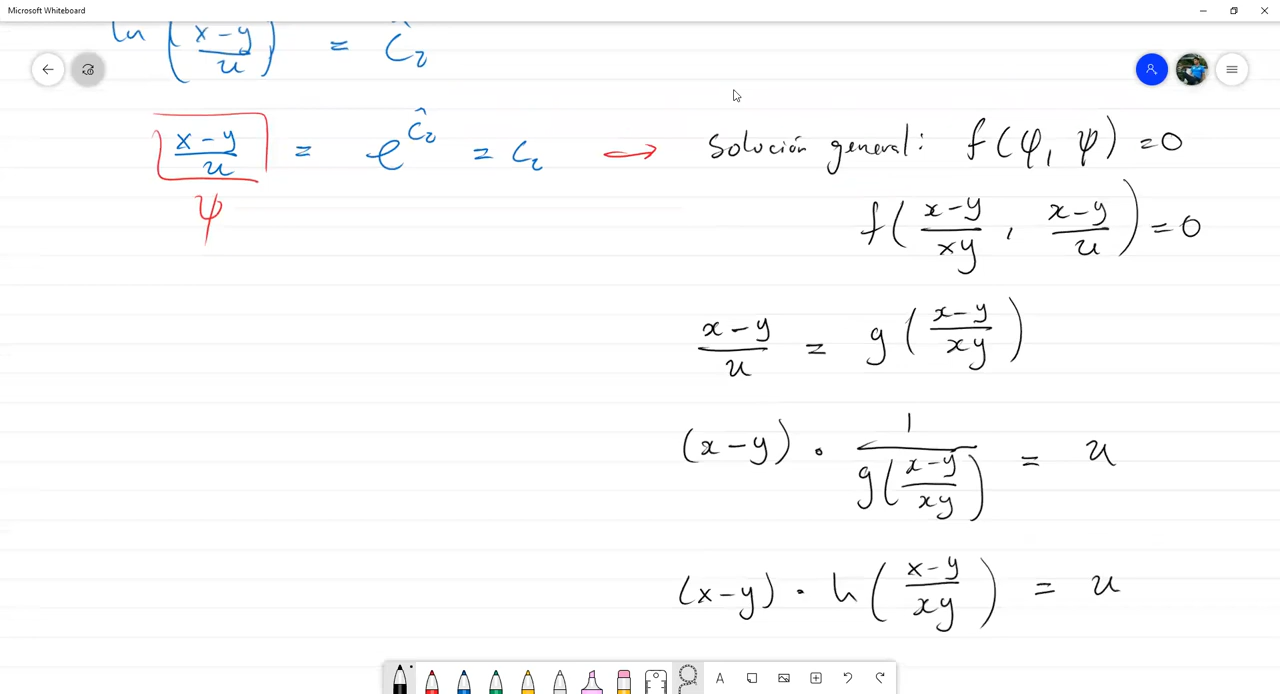 Microsoft Whiteboard
ln ( (x-y)/u ) = Ĉ₂
(x-y)/u = e^Ĉ₂ = C₂ ↔ Solución general: f(φ, ψ) = 0
ψ
f( (x-y)/xy , (x-y)/u ) = 0
(x-y)/u = g( (x-y)/xy )
(x-y) · 1/g( (x-y)/xy ) = u
(x-y) · h( (x-y)/xy ) = u
A